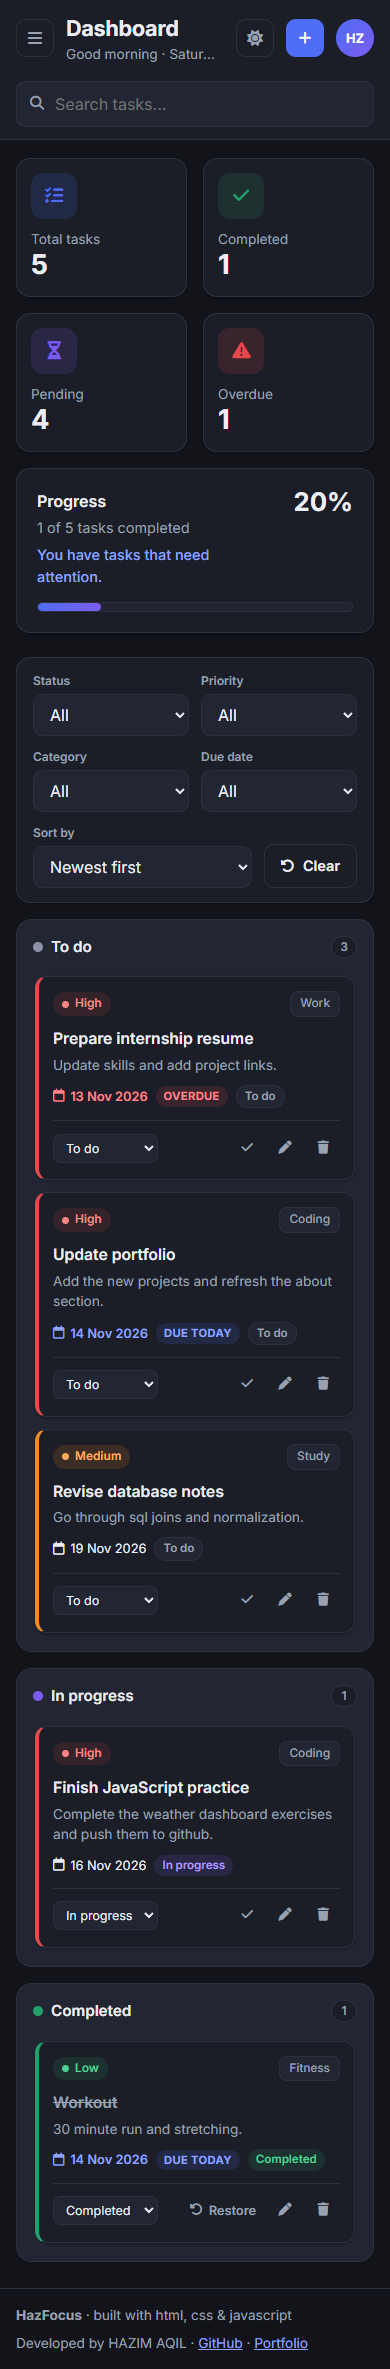 Dashboard
Good morning · Satur...
HZ
Search tasks...
Total tasks
5
Completed
1
Pending
4
Overdue
1
Progress
20%
1 of 5 tasks completed
You have tasks that need
attention.
Status
Priority
All
All
Category
Due date
All
All
Sort by
Newest first
Clear
To do
3
High
Work
Prepare internship resume
Update skills and add project links.
13 Nov 2026 OVERDUE To do
To do
High
Coding
Update portfolio
Add the new projects and refresh the about
section.
14 Nov 2026 DUE TODAY To do
To do
Medium
Study
Revise database notes
Go through sql joins and normalization.
19 Nov 2026 To do
To do
In progress
1
High
Coding
Finish JavaScript practice
Complete the weather dashboard exercises
and push them to github.
16 Nov 2026 In progress
In progress
Completed
1
Low
Fitness
Workout
30 minute run and stretching.
14 Nov 2026 DUE TODAY Completed
Completed
Restore
HazFocus · built with html, css & javascript
Developed by HAZIM AQIL · GitHub · Portfolio